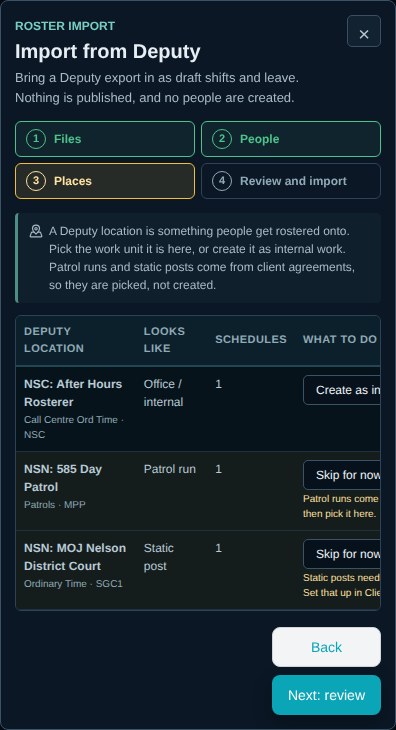 ROSTER IMPORT
Import from Deputy
×
Bring a Deputy export in as draft shifts and leave.
Nothing is published, and no people are created.
1 Files
2 People
3 Places
4 Review and import
A Deputy location is something people get rostered onto.
Pick the work unit it is here, or create it as internal work.
Patrol runs and static posts come from client agreements,
so they are picked, not created.
DEPUTY LOCATION
LOOKS LIKE
SCHEDULES
WHAT TO DO
NSC: After Hours
Rosterer
Call Centre Ord Time ·
NSC
Office /
internal
1
Create as in
NSN: 585 Day
Patrol
Patrols · MPP
Patrol run
1
Skip for now
Patrol runs come
then pick it here.
NSN: MOJ Nelson
District Court
Ordinary Time · SGC1
Static
post
1
Skip for now
Static posts need
Set that up in Clie
Back
Next: review